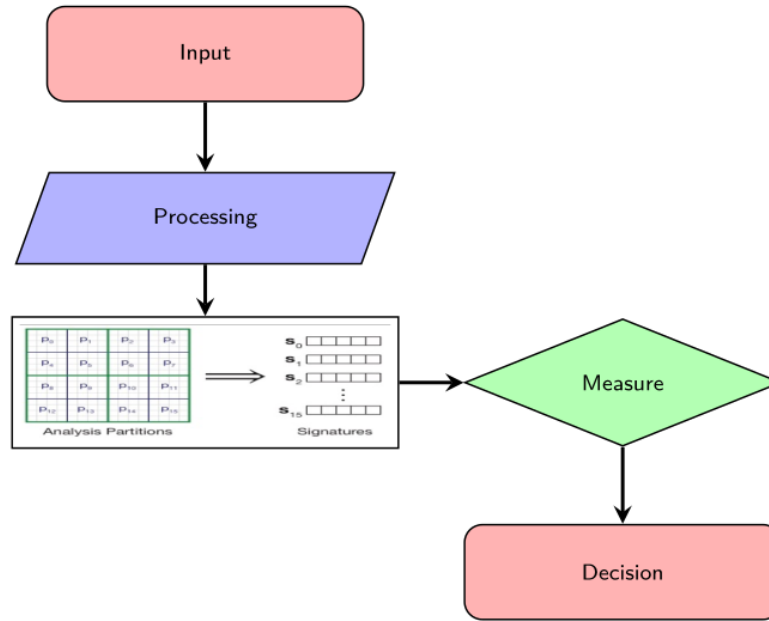 Input
Processing
P0 P1 P2 P3
P4 P5 P6 P7
P8 P9 P10 P11
P12 P13 P14 P15
Analysis Partitions
S0
S1
S2
⋮
S15
Signatures
Measure
Decision